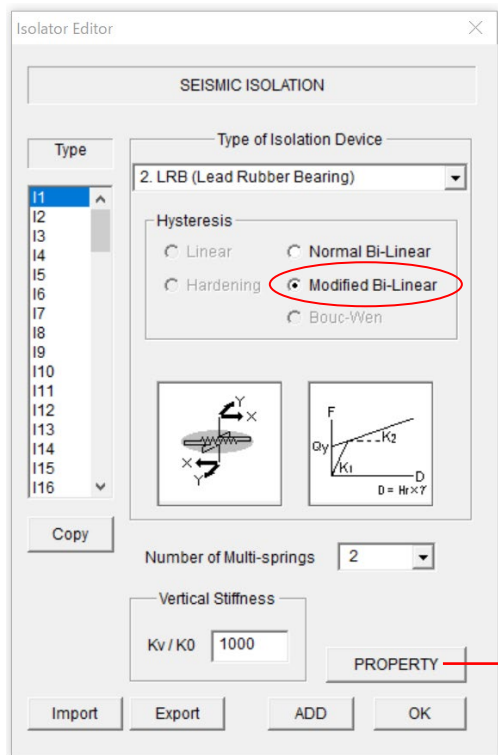 Isolator Editor
SEISMIC ISOLATION
Type
I1
I2
I3
I4
I5
I6
I7
I8
I9
I10
I11
I12
I13
I14
I15
I16
Copy
Type of Isolation Device
2. LRB (Lead Rubber Bearing)
Hysteresis
Linear
Normal Bi-Linear
Hardening
Modified Bi-Linear
Bouc-Wen
Y
X
X
Y
F
Qy
K2
K1
D
D = Hr×γ
Number of Multi-springs 2
Vertical Stiffness
Kv / K0 1000
PROPERTY
Import Export ADD OK